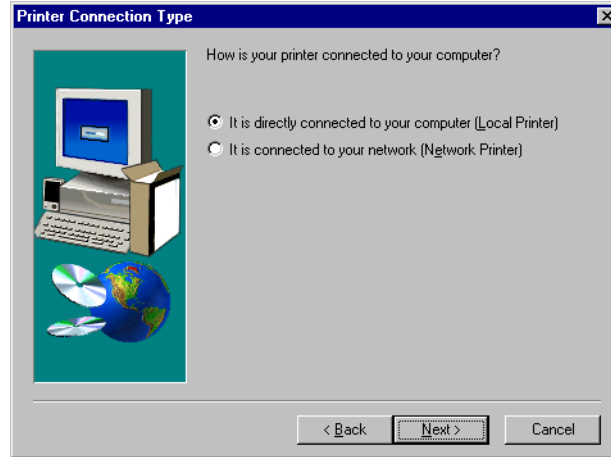 Printer Connection Type
How is your printer connected to your computer?
It is directly connected to your computer (Local Printer)
It is connected to your network (Network Printer)
< Back
Next >
Cancel